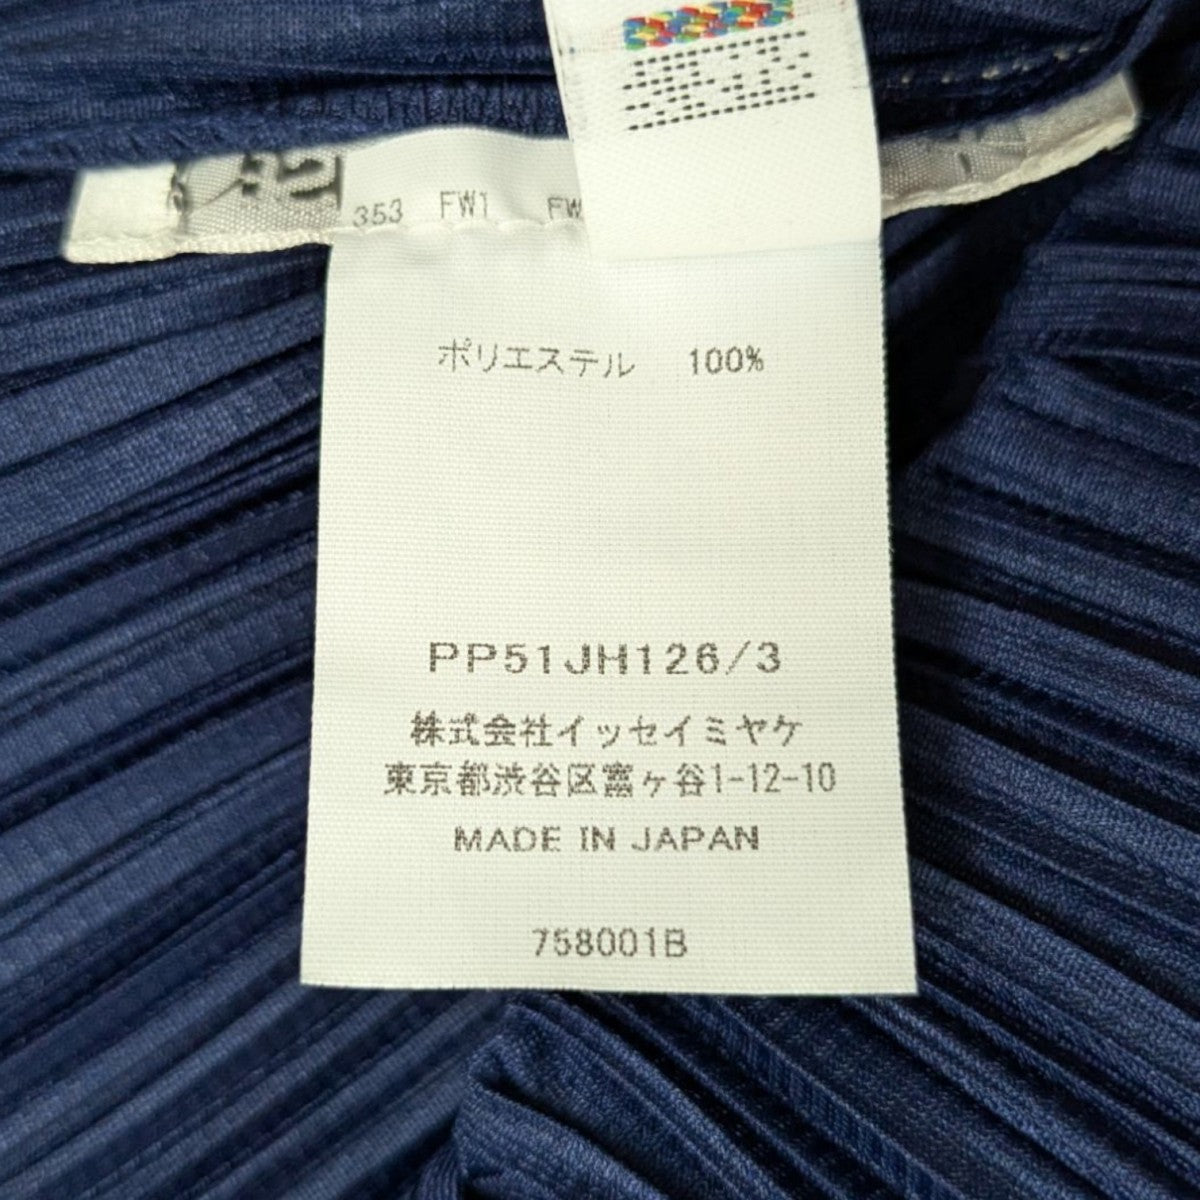 353 FW1 FW
ポリエステル 100%
PP51JH126/3
株式会社イッセイミヤケ
東京都渋谷区富ヶ谷1-12-10
MADE IN JAPAN
758001B